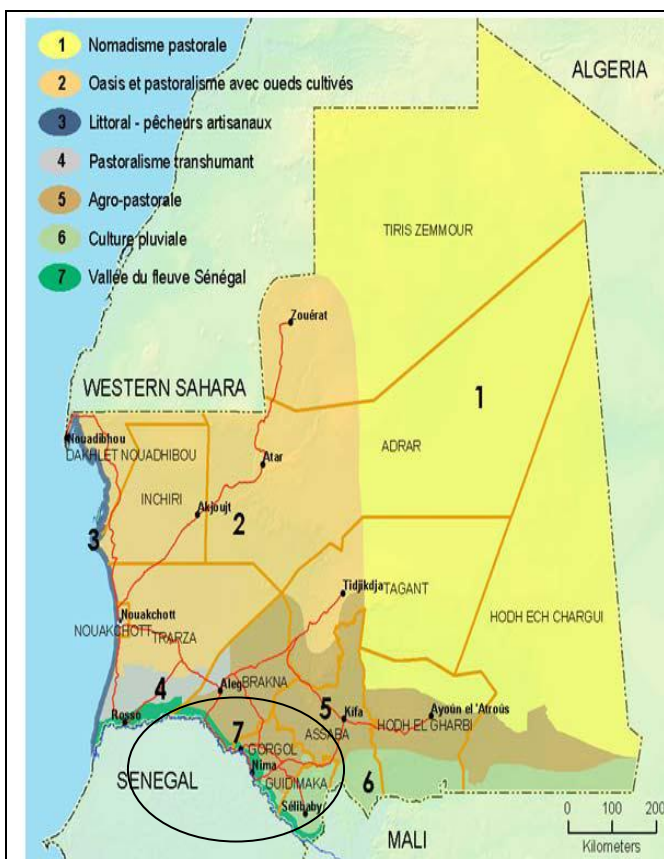 1 Nomadisme pastorale
2 Oasis et pastoralisme avec oueds cultivés
3 Littoral - pêcheurs artisanaux
4 Pastoralisme transhumant
5 Agro-pastorale
6 Culture pluviale
7 Vallée du fleuve Sénégal
ALGERIA
TIRIS ZEMMOUR
Zouérat
WESTERN SAHARA
1
Nouadibhou
DAKHLET NOUADHIBOU
ADRAR
Atar
INCHIRI
Akjoujt
2
3
Tidjikdja
TAGANT
Nouakchott
NOUAKCHOTT
TRARZA
HODH ECH CHARGUI
4
Aleg
BRAKNA
5
Kifa
Ayoûn el 'Atroûs
Rosso
ASSABA
HODH EL GHARBI
7
GORGOL
Nima
SENEGAL
GUIDIMAKA
6
Sélibaby
MALI
0 100 200
Kilometers